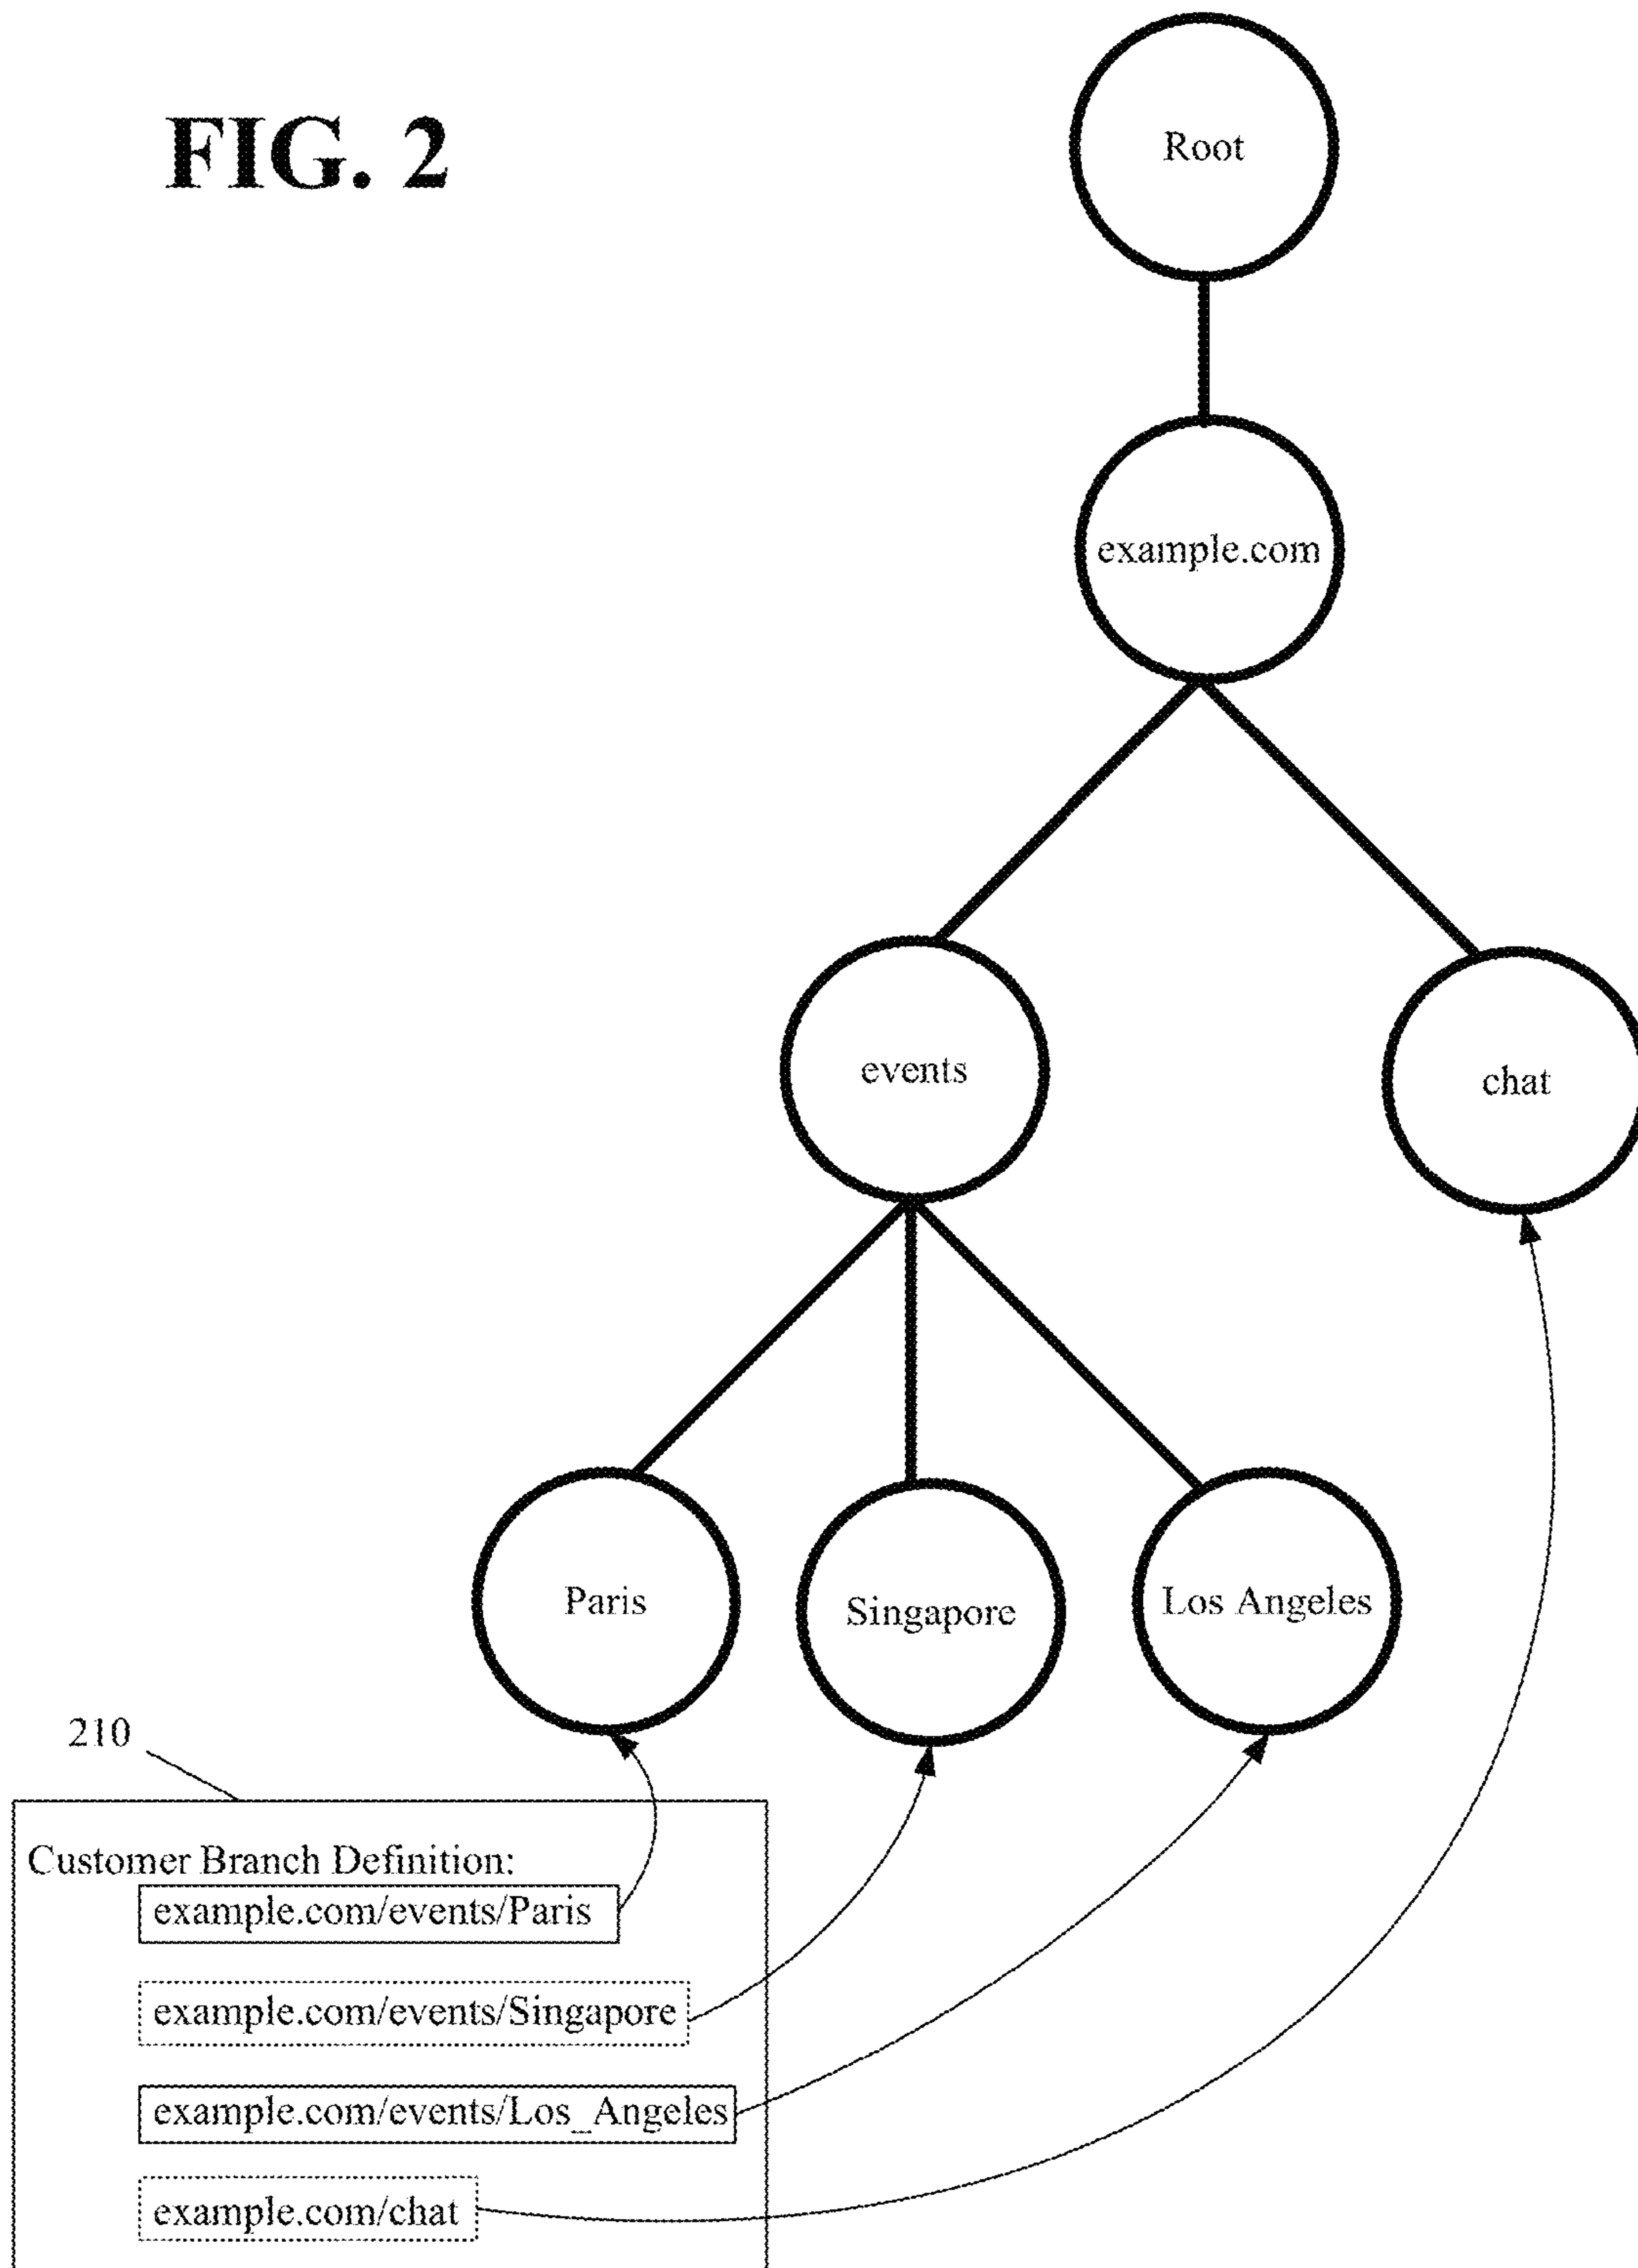 FIG. 2
Root
example.com
events
chat
Paris
Singapore
Los Angeles
210
Customer Branch Definition:
example.com/events/Paris
example.com/events/Singapore
example.com/events/Los_Angeles
example.com/chat